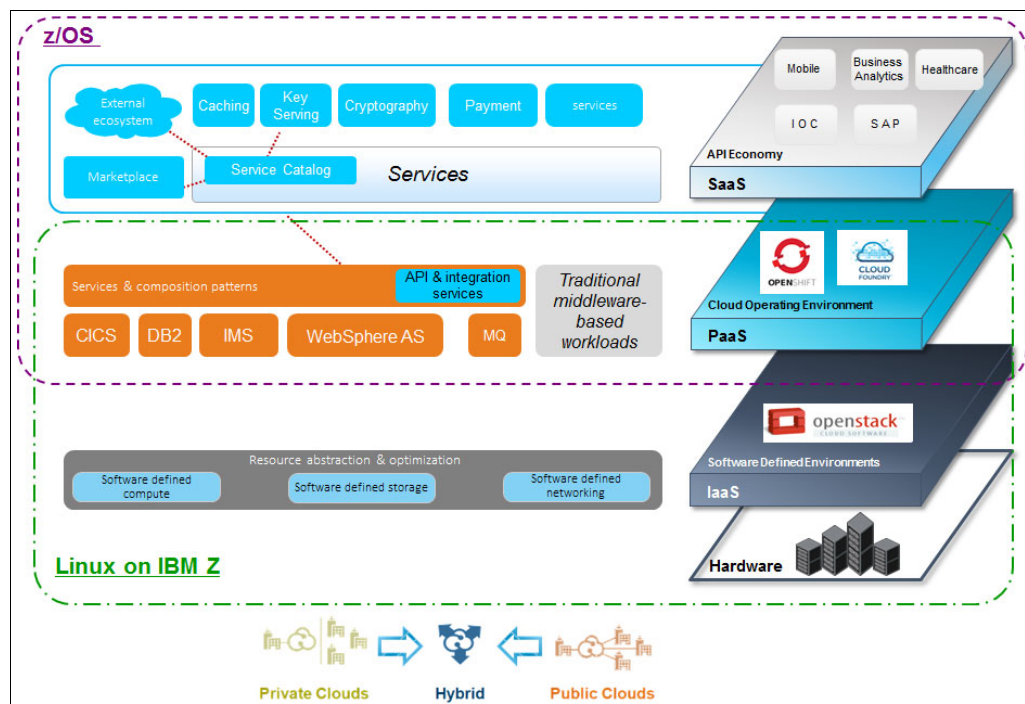 z/OS
External
ecosystem
Caching
Key
Serving
Cryptography
Payment
services
Marketplace
Service Catalog
Services
Mobile
Business
Analytics
Healthcare
I O C
S A P
API Economy
SaaS
Services & composition patterns
API & integration
services
CICS
DB2
IMS
WebSphere AS
MQ
Traditional
middleware-
based
workloads
OPENSHIFT
CLOUD
FOUNDRY
Cloud Operating Environment
PaaS
Resource abstraction & optimization
Software defined
compute
Software defined storage
Software defined
networking
openstack
CLOUD SOFTWARE
Software Defined Environments
IaaS
Linux on IBM Z
Hardware
Private Clouds
Hybrid
Public Clouds